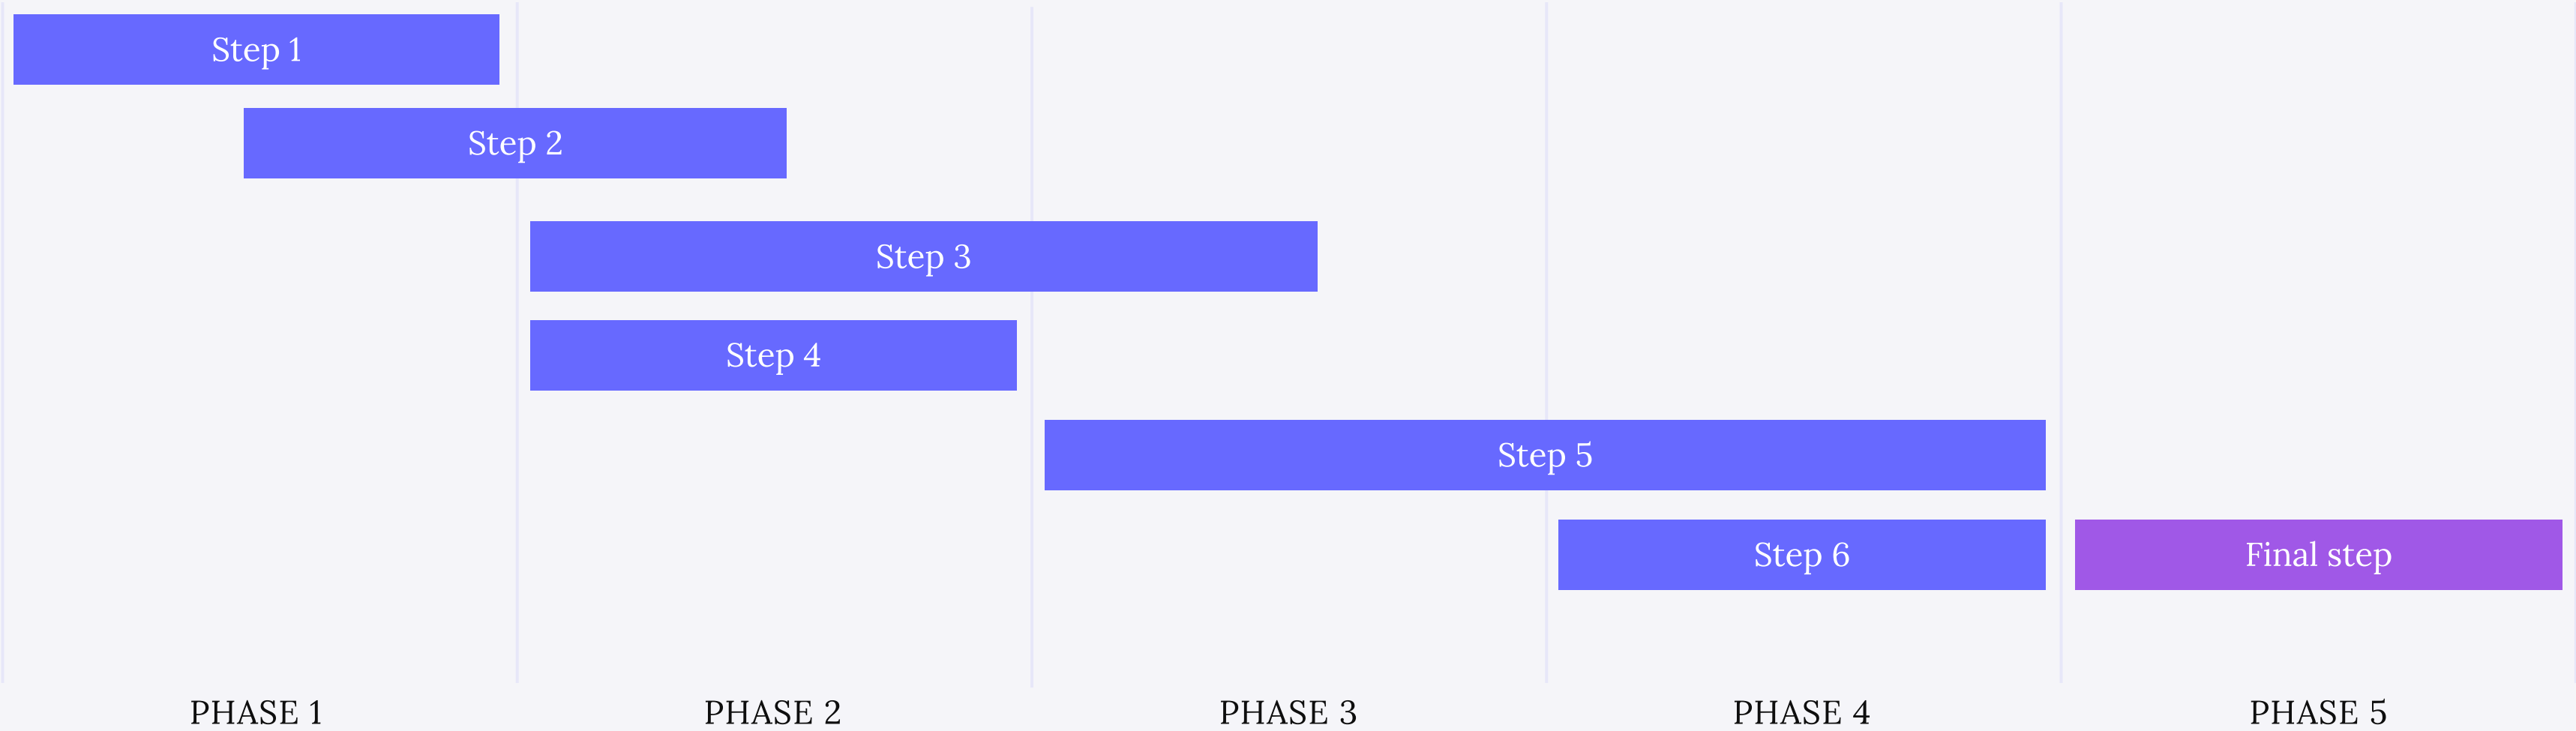 Step 1
Step 2
Step 3
Step 4
Step 5
Step 6
Final step
PHASE 1
PHASE 2
PHASE 3
PHASE 4
PHASE 5